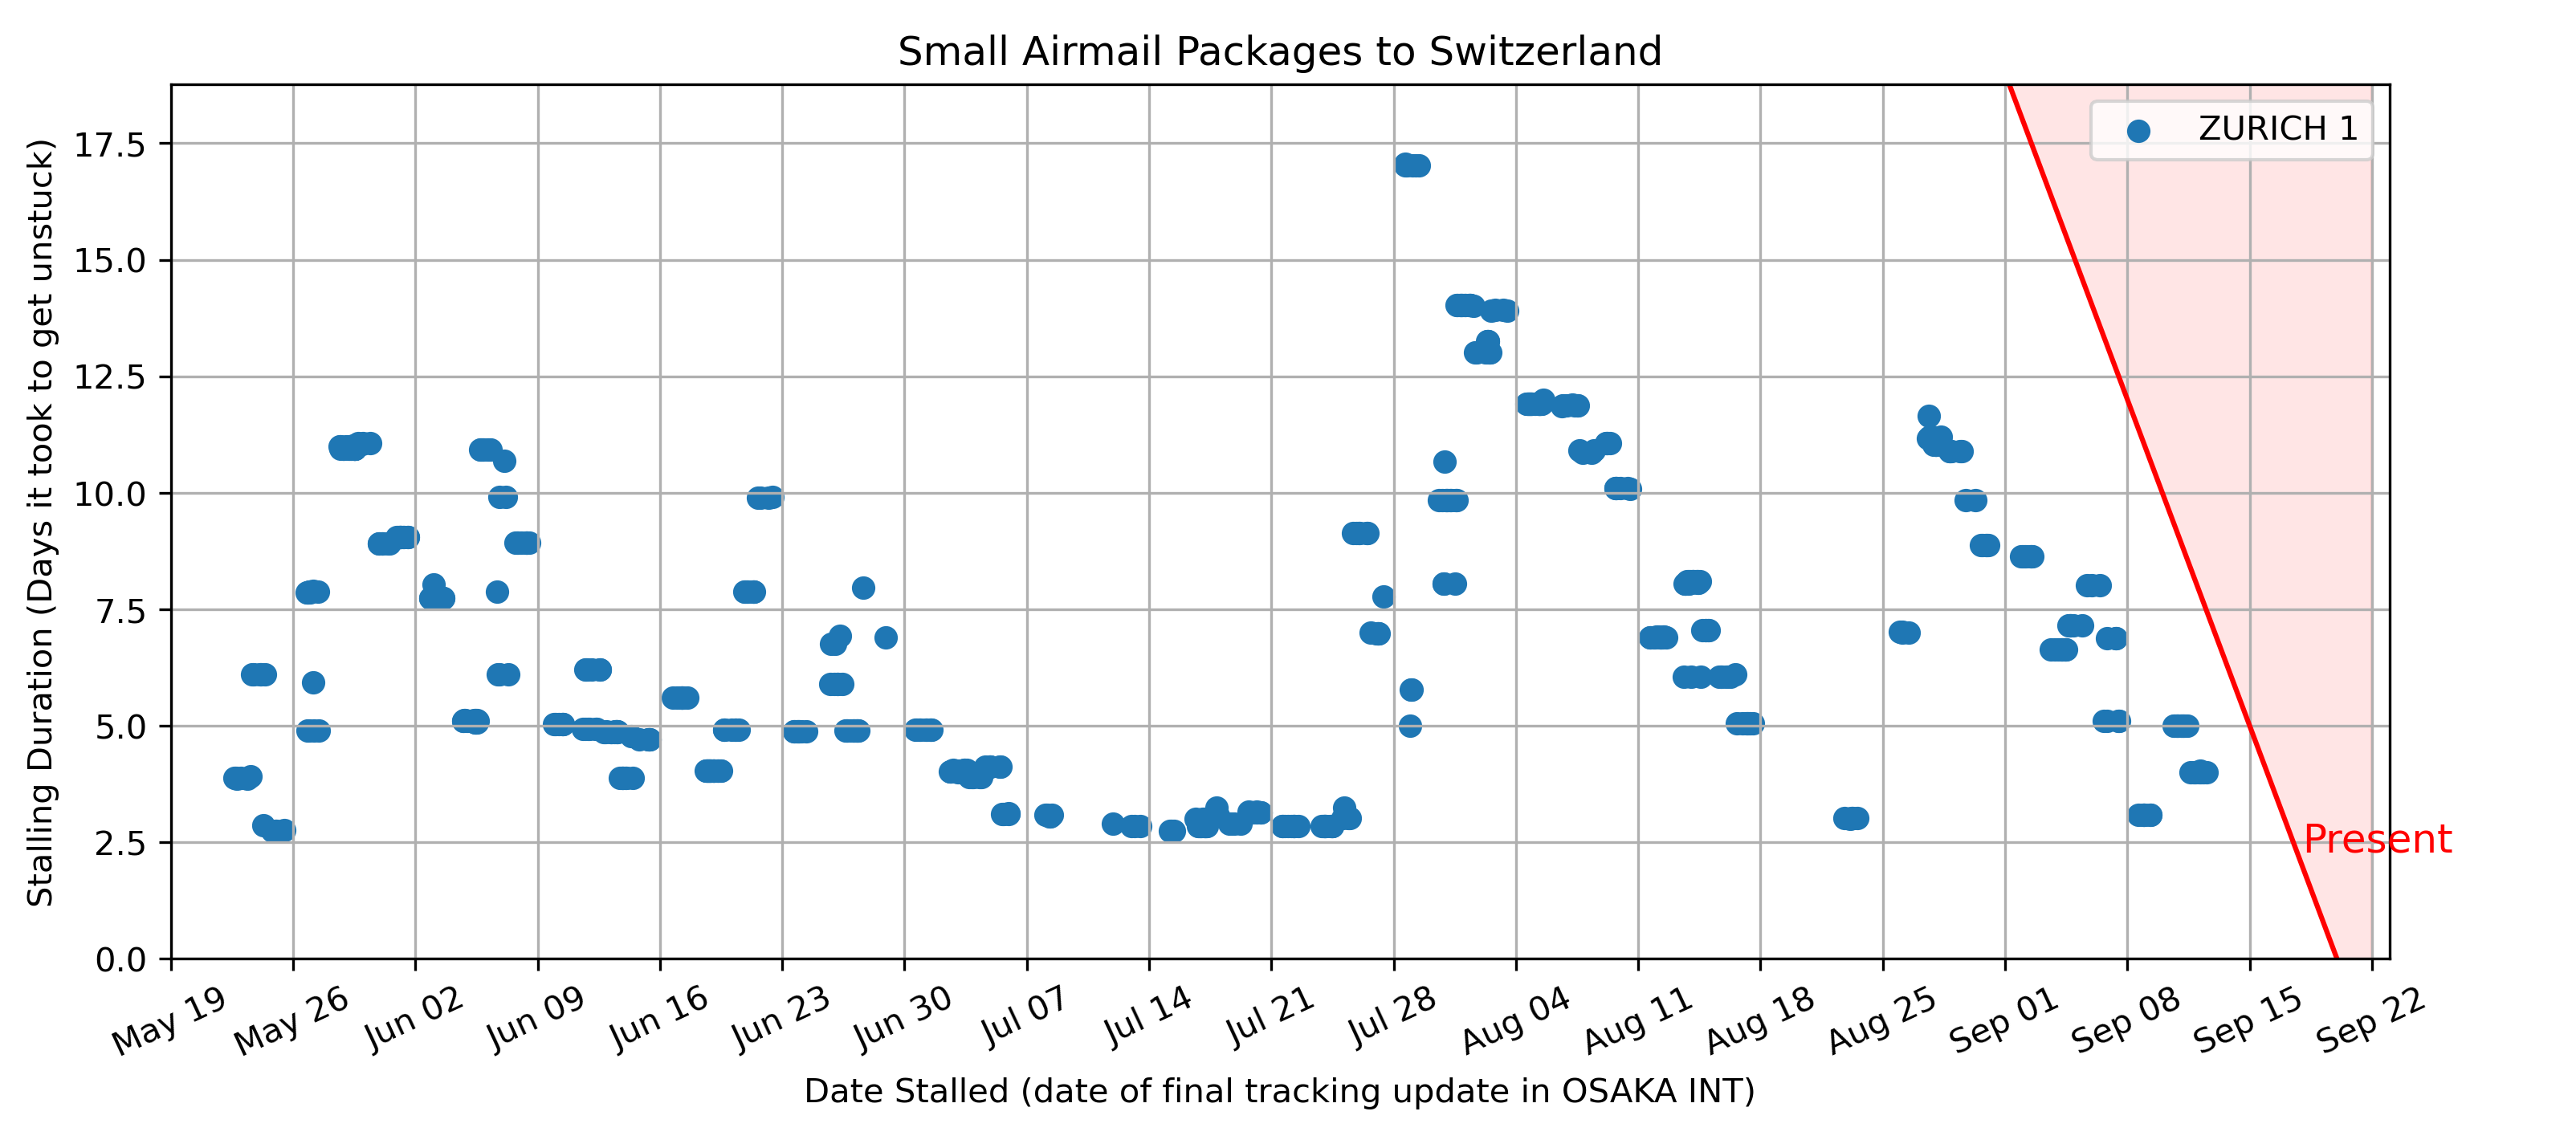 Small Airmail Packages to Switzerland
ZURICH 1
Stalling Duration (Days it took to get unstuck)
17.5
15.0
12.5
10.0
7.5
5.0
2.5
0.0
Present
May 19 May 26 Jun 02 Jun 09 Jun 16 Jun 23 Jun 30 Jul 07 Jul 14 Jul 21 Jul 28 Aug 04 Aug 11 Aug 18 Aug 25 Sep 01 Sep 08 Sep 15 Sep 22
Date Stalled (date of final tracking update in OSAKA INT)